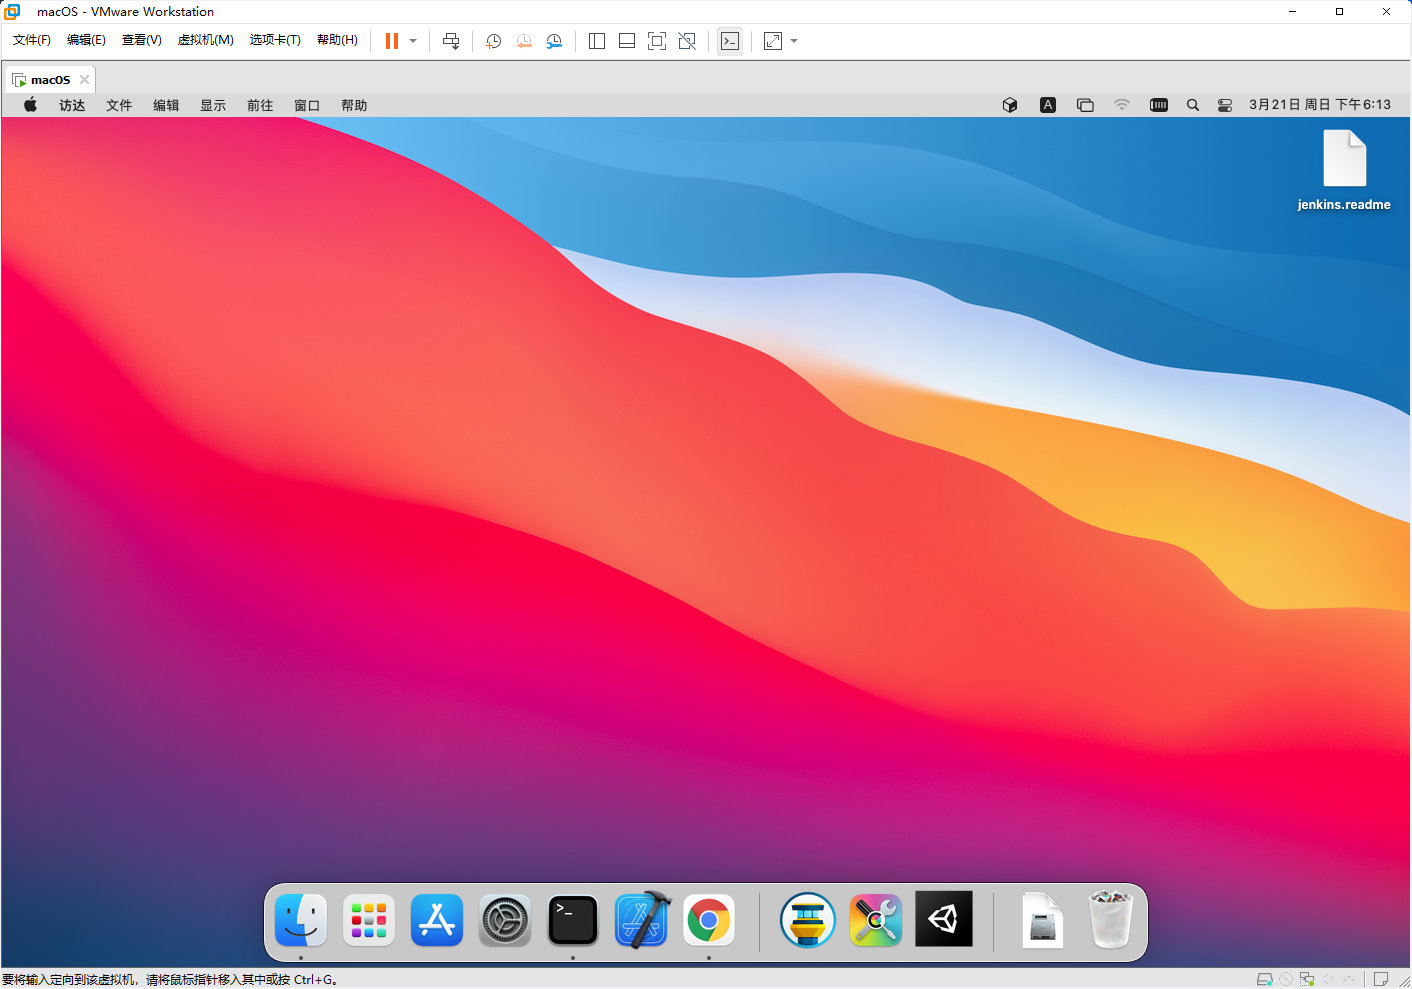 macOS - VMware Workstation
文件(F) 编辑(E) 查看(V) 虚拟机(M) 选项卡(T) 帮助(H)
macOS
访达 文件 编辑 显示 前往 窗口 帮助 A 3月21日 周日 下午6:13
jenkins.readme
>_
要将输入定向到该虚拟机，请将鼠标指针移入其中或按 Ctrl+G。